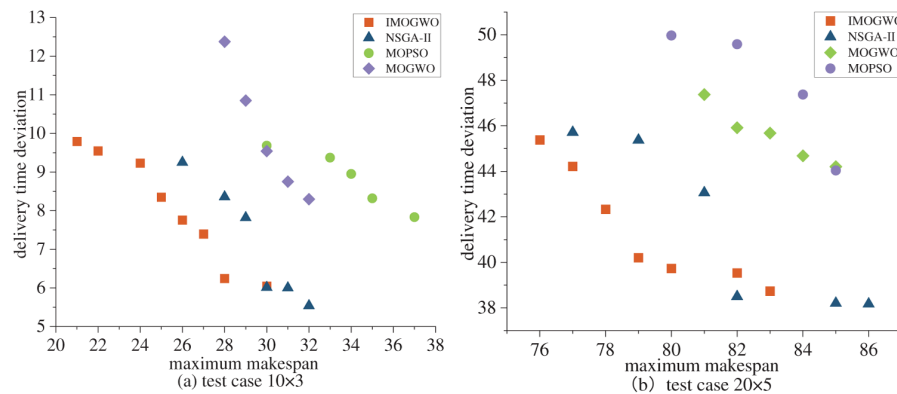 13
12
11
10
9
8
7
6
5
delivery time deviation
IMOGWO
NSGA-II
MOPSO
MOGWO
20 22 24 26 28 30 32 34 36 38
maximum makespan
(a) test case 10×3
50
48
46
44
42
40
38
delivery time deviation
IMOGWO
NSGA-II
MOGWO
MOPSO
76 78 80 82 84 86
maximum makespan
(b) test case 20×5